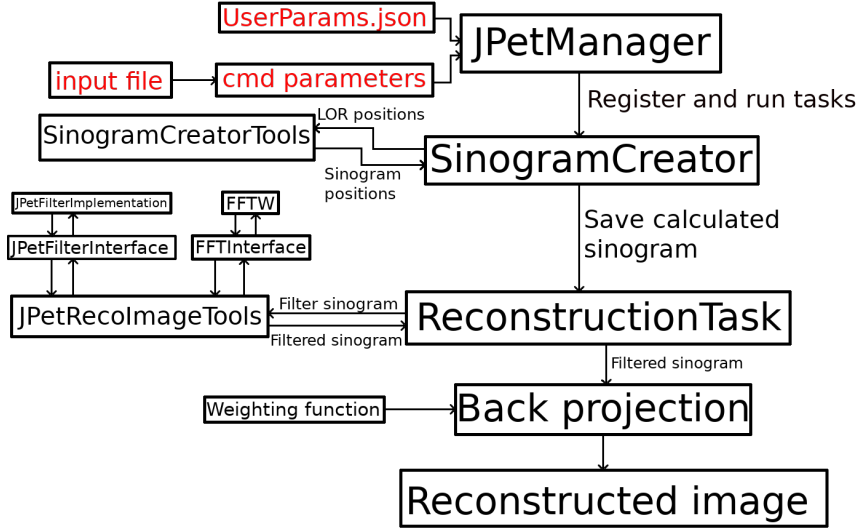 UserParams.json
JPetManager
input file
cmd parameters
Register and run tasks
LOR positions
SinogramCreatorTools
SinogramCreator
Sinogram
positions
JPetFilterImplementation
FFTW
Save calculated
sinogram
JPetFilterInterface
FFTInterface
Filter sinogram
JPetRecoImageTools
ReconstructionTask
Filtered sinogram
Filtered sinogram
Weighting function
Back projection
Reconstructed image